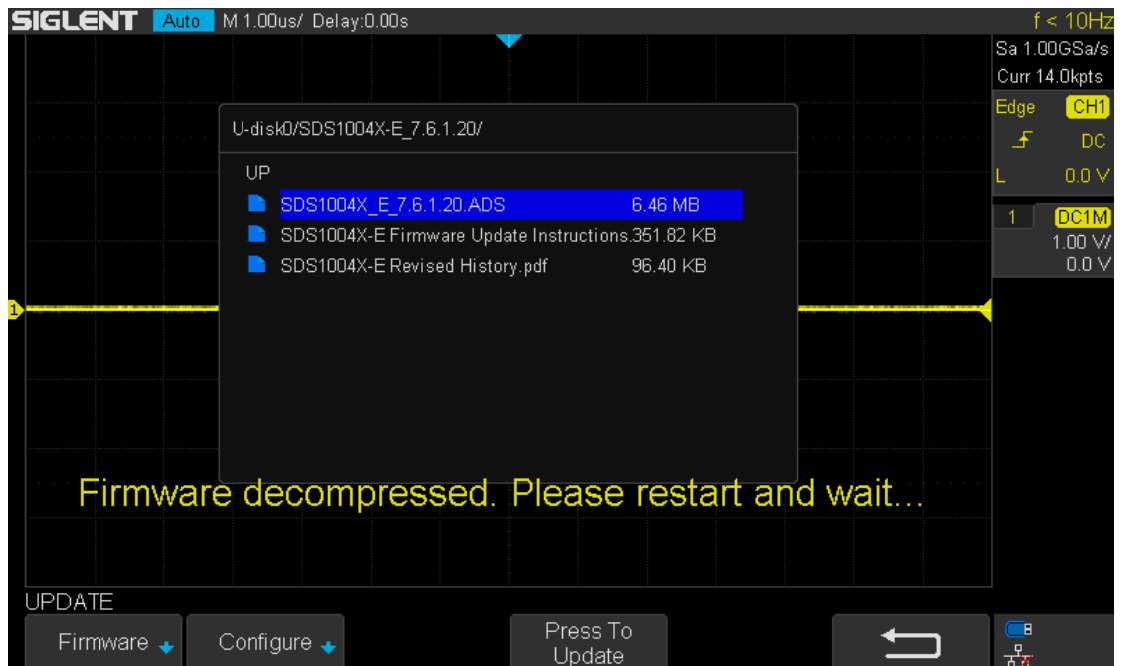 SIGLENT Auto M 1.00us/ Delay:0.00s f < 10Hz
Sa 1.00GSa/s
Curr 14.0kpts
Edge CH1
DC
L 0.0 V
U-disk0/SDS1004X-E_7.6.1.20/
UP
SDS1004X_E_7.6.1.20.ADS 6.46 MB
SDS1004X-E Firmware Update Instructions.351.82 KB
SDS1004X-E Revised History.pdf 96.40 KB
1 DC1M
1.00 V/
0.0 V
1
Firmware decompressed. Please restart and wait...
UPDATE
Firmware
Configure
Press To
Update